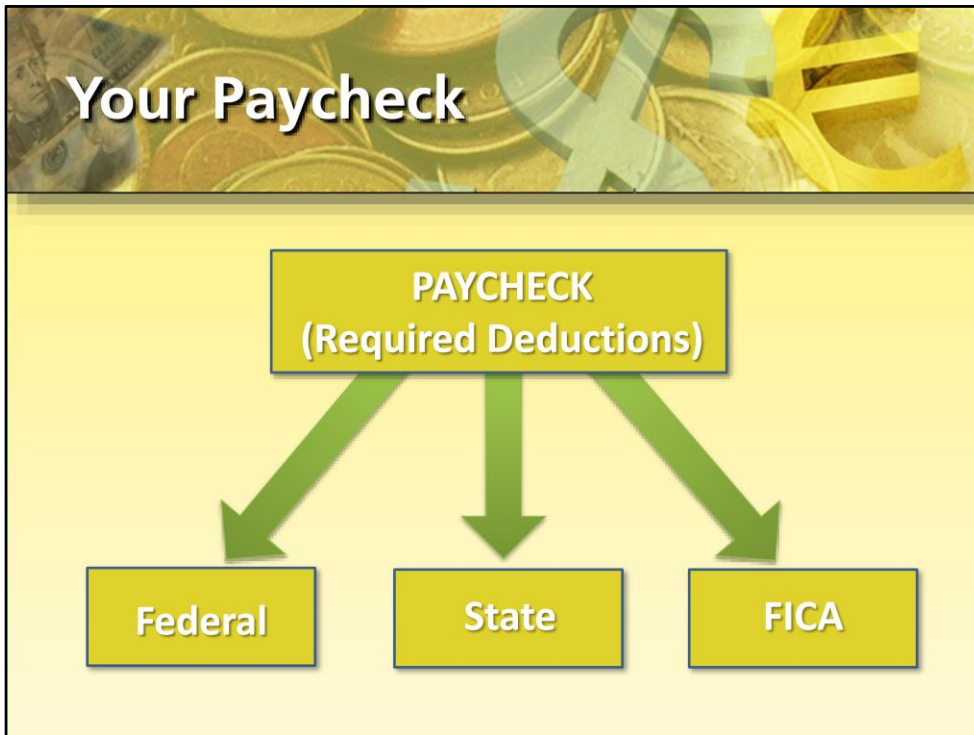 Your Paycheck
PAYCHECK
(Required Deductions)
Federal
State
FICA